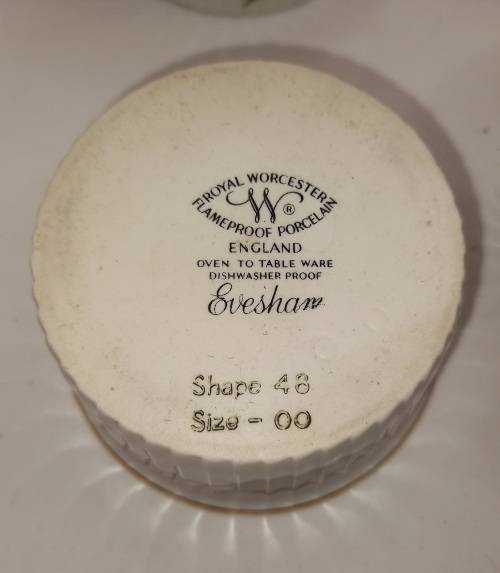 ROYAL WORCESTER
W ®
FLAMEPROOF PORCELAIN
ENGLAND
OVEN TO TABLE WARE
DISHWASHER PROOF
Evesham
Shape 48
Size - 00